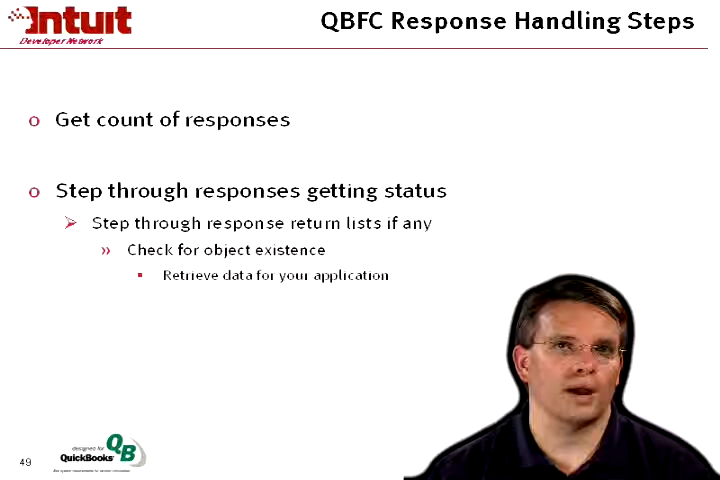 Intuit
Developer Network
QBFC Response Handling Steps
o Get count of responses
o Step through responses getting status
➢ Step through response return lists if any
» Check for object existence
▪ Retrieve data for your application
49
designed for
QuickBooks
QB